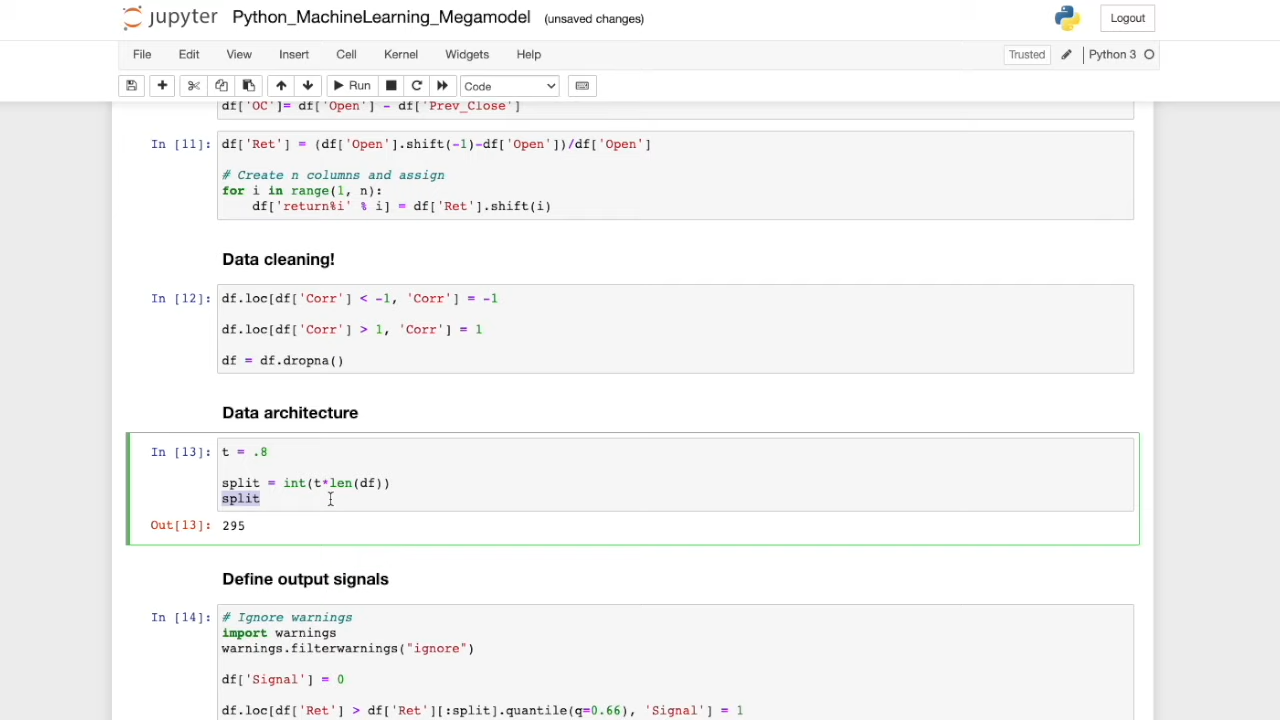 jupyter Python_MachineLearning_Megamodel (unsaved changes) Logout
File Edit View Insert Cell Kernel Widgets Help Trusted Python 3
Run Code
df['OC']= df['Open'] - df['Prev_Close']
In [11]: df['Ret'] = (df['Open'].shift(-1)-df['Open'])/df['Open']
# Create n columns and assign
for i in range(1, n):
    df['return%i' % i] = df['Ret'].shift(i)
Data cleaning!
In [12]: df.loc[df['Corr'] < -1, 'Corr'] = -1
df.loc[df['Corr'] > 1, 'Corr'] = 1
df = df.dropna()
Data architecture
In [13]: t = .8
split = int(t*len(df))
split
Out[13]: 295
Define output signals
In [14]: # Ignore warnings
import warnings
warnings.filterwarnings("ignore")
df['Signal'] = 0
df.loc[df['Ret'] > df['Ret'][:split].quantile(q=0.66), 'Signal'] = 1